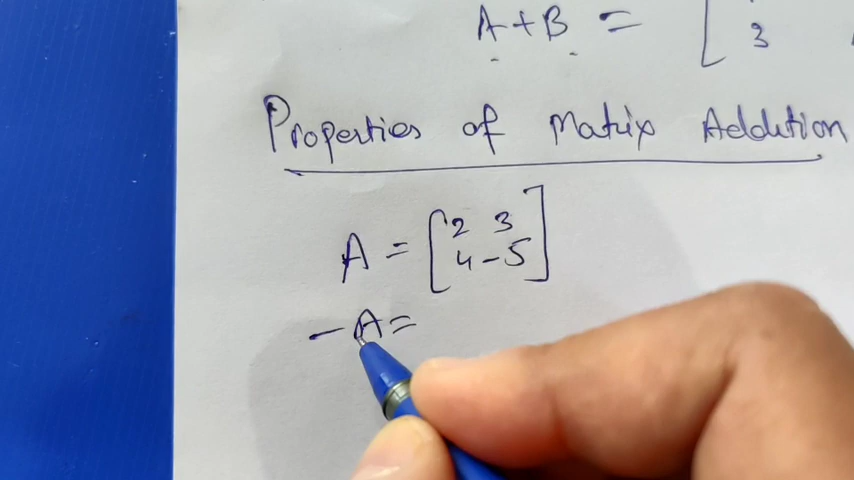 A+B = [ 3
Properties of Matrix Addition
A = [2 3
4 -5]
-A =